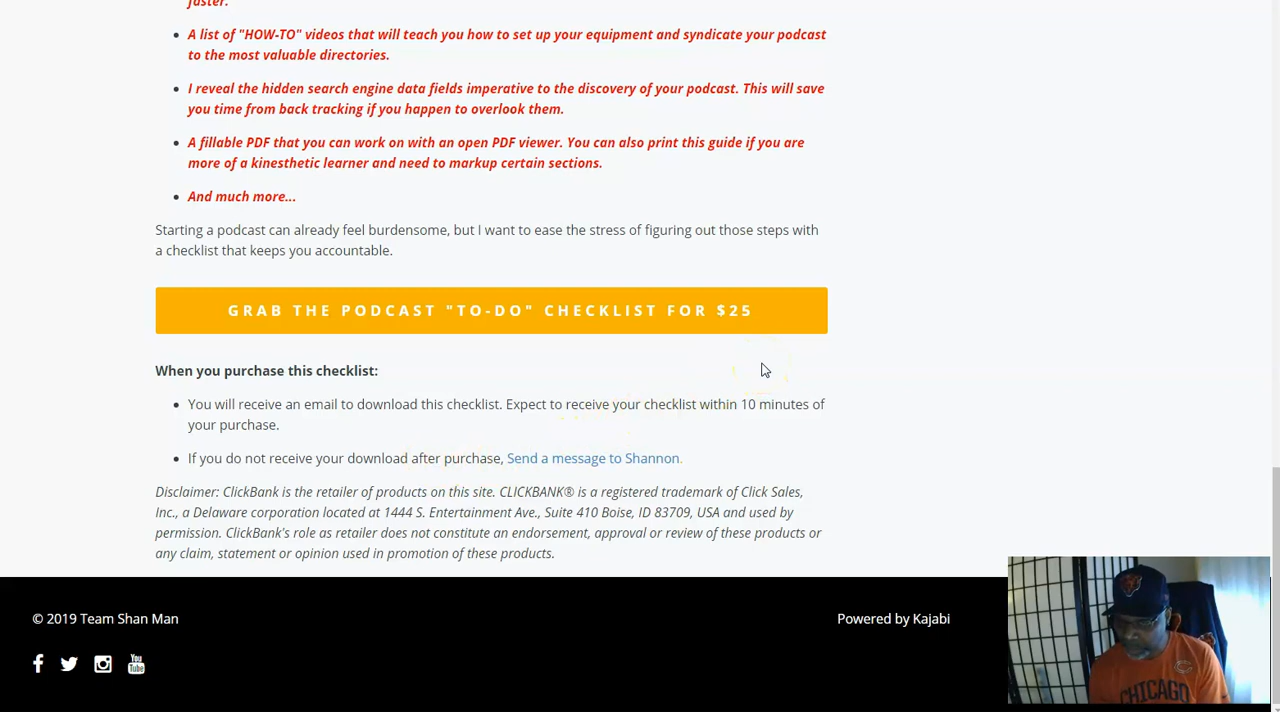 faster.
A list of "HOW-TO" videos that will teach you how to set up your equipment and syndicate your podcast
to the most valuable directories.
I reveal the hidden search engine data fields imperative to the discovery of your podcast. This will save
you time from back tracking if you happen to overlook them.
A fillable PDF that you can work on with an open PDF viewer. You can also print this guide if you are
more of a kinesthetic learner and need to markup certain sections.
And much more...
Starting a podcast can already feel burdensome, but I want to ease the stress of figuring out those steps with
a checklist that keeps you accountable.
GRAB THE PODCAST "TO-DO" CHECKLIST FOR $25
When you purchase this checklist:
You will receive an email to download this checklist. Expect to receive your checklist within 10 minutes of
your purchase.
If you do not receive your download after purchase, Send a message to Shannon.
Disclaimer: ClickBank is the retailer of products on this site. CLICKBANK® is a registered trademark of Click Sales,
Inc., a Delaware corporation located at 1444 S. Entertainment Ave., Suite 410 Boise, ID 83709, USA and used by
permission. ClickBank's role as retailer does not constitute an endorsement, approval or review of these products or
any claim, statement or opinion used in promotion of these products.
© 2019 Team Shan Man
Powered by Kajabi
You
Tube
CHICAGO